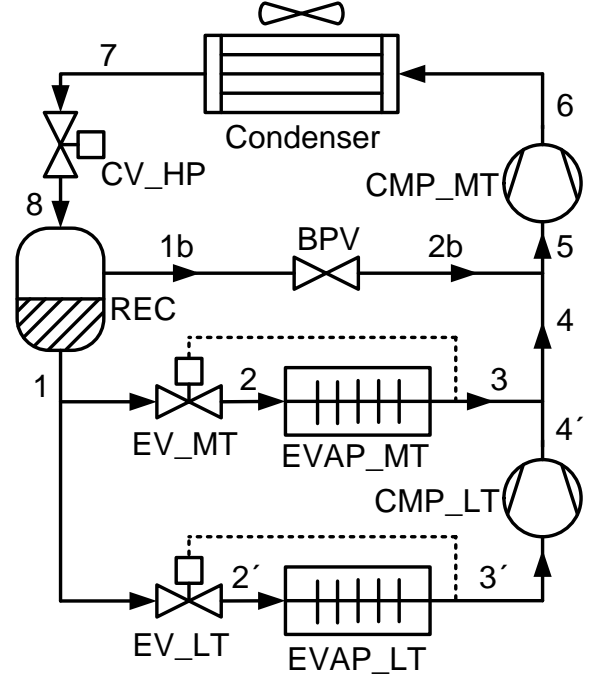 7
6
Condenser
CV_HP
CMP_MT
8
1b
BPV
2b
5
REC
4
1
2
3
EV_MT
EVAP_MT
4´
CMP_LT
2´
3´
EV_LT
EVAP_LT